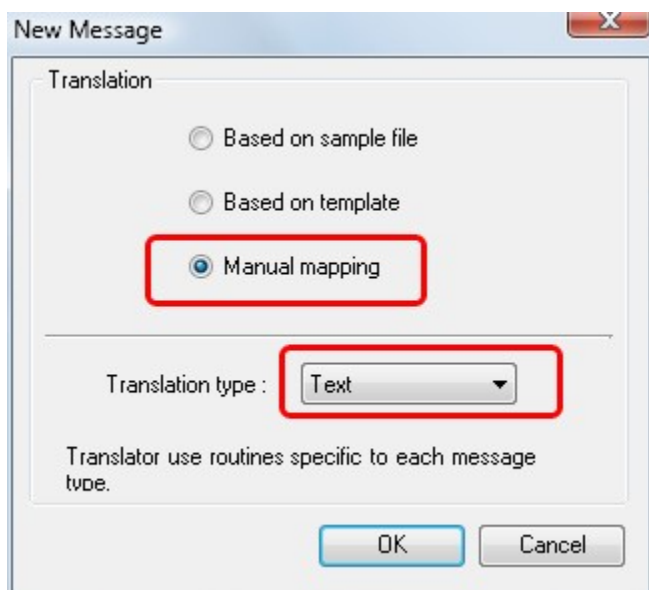 New Message
Translation
Based on sample file
Based on template
Manual mapping
Translation type :
Text
Translator use routines specific to each message
type.
OK
Cancel